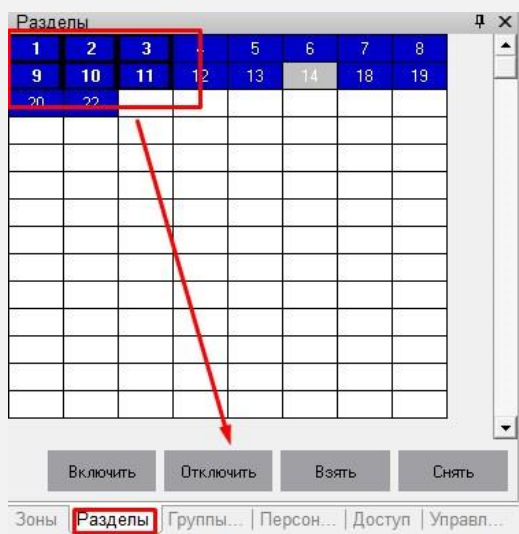 Разделы
1 2 3 4 5 6 7 8
9 10 11 12 13 14 18 19
20 22
Включить Отключить Взять Снять
Зоны Разделы Группы... Персон... Доступ Управл...